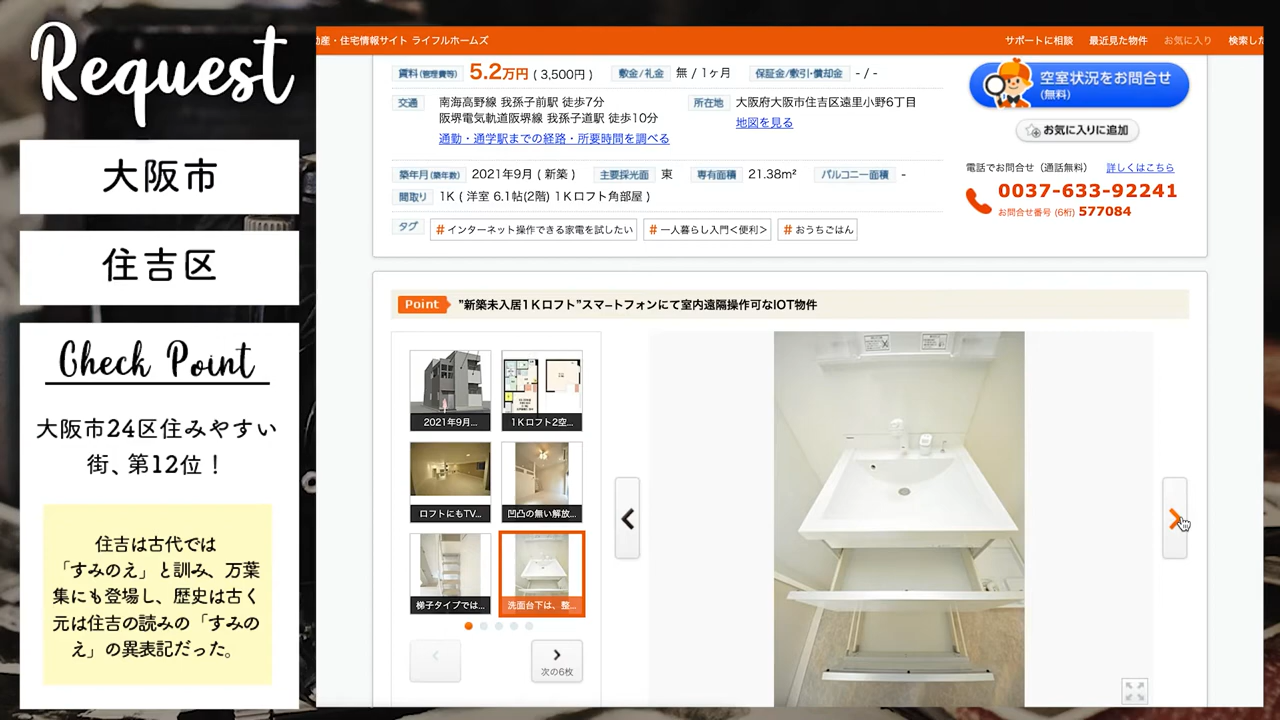 Request
大阪市
住吉区
Check Point
大阪市24区住みやすい
街、第12位！
住吉は古代では
「すみのえ」と訓み、万葉
集にも登場し、歴史は古く
元は住吉の読みの「すみの
え」の異表記だった。
動産・住宅情報サイト ライフルホームズ
サポートに相談 最近見た物件 お気に入り 検索した
賃料(管理費等) 5.2万円 ( 3,500円 ) 敷金/礼金 無 / 1ヶ月 保証金/敷引・償却金 - / -
交通 南海高野線 我孫子前駅 徒歩7分
阪堺電気軌道阪堺線 我孫子道駅 徒歩10分
通勤・通学駅までの経路・所要時間を調べる
所在地 大阪府大阪市住吉区遠里小野6丁目
地図を見る
築年月(築年数) 2021年9月 ( 新築 ) 主要採光面 東 専有面積 21.38m² バルコニー面積 -
間取り 1K ( 洋室 6.1帖(2階) 1Kロフト角部屋 )
タグ #インターネット操作できる家電を試したい #一人暮らし入門<便利> #おうちごはん
空室状況をお問合せ
(無料)
お気に入りに追加
電話でお問合せ（通話無料） 詳しくはこちら
0037-633-92241
お問合せ番号 (6桁) 577084
Point "新築未入居1Kロフト"スマ−トフォンにて室内遠隔操作可なIOT物件
2021年9月... 1Kロフト2空...
ロフトにもTV... 凹凸の無い解放...
梯子タイプでは... 洗面台下は、整...
次の6枚